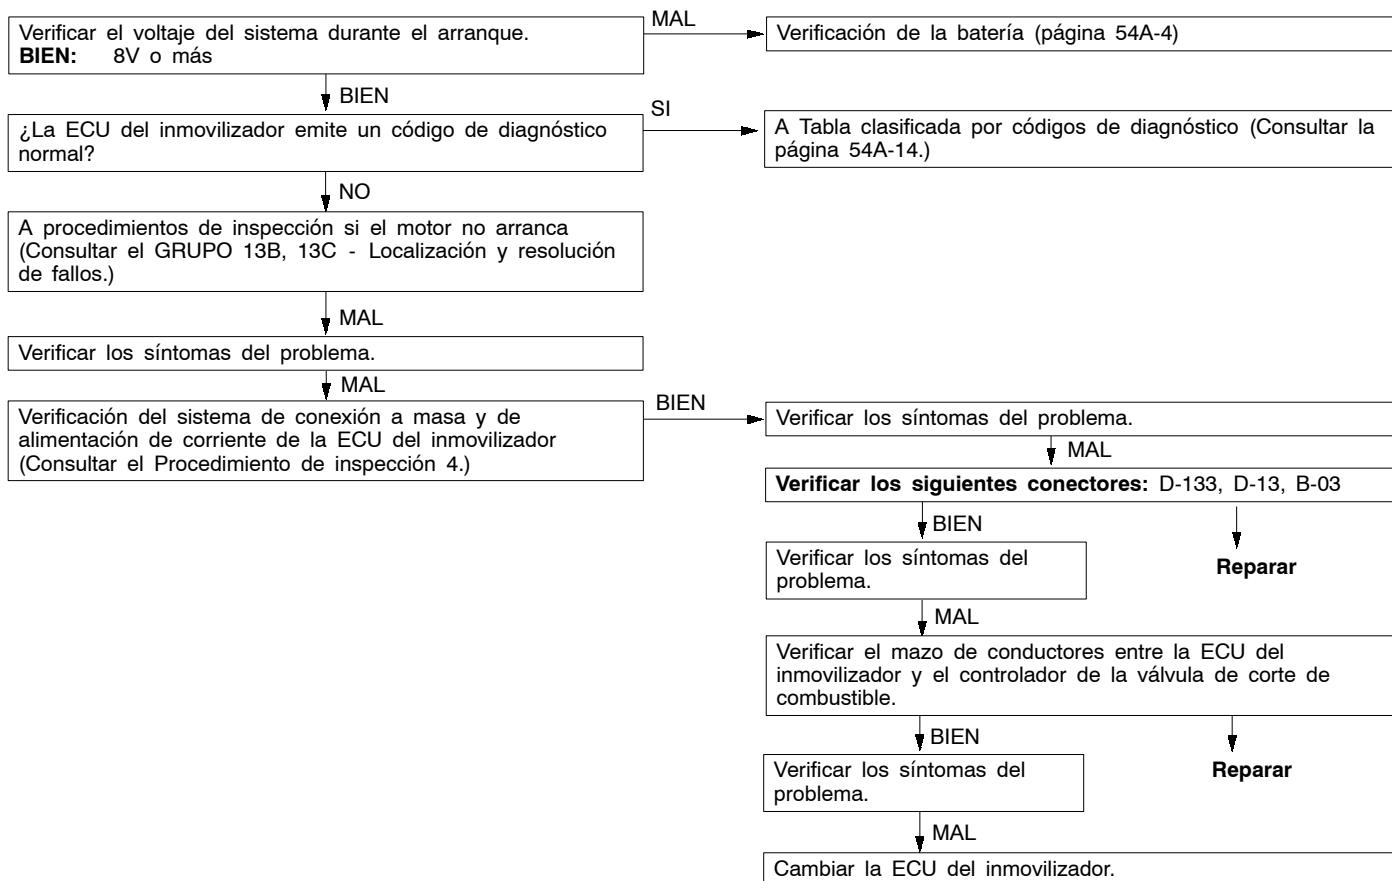 Verificar el voltaje del sistema durante el arranque.
BIEN: 8V o más
MAL
Verificación de la batería (página 54A-4)
BIEN
¿La ECU del inmovilizador emite un código de diagnóstico
normal?
SI
A Tabla clasificada por códigos de diagnóstico (Consultar la
página 54A-14.)
NO
A procedimientos de inspección si el motor no arranca
(Consultar el GRUPO 13B, 13C - Localización y resolución
de fallos.)
MAL
Verificar los síntomas del problema.
MAL
Verificación del sistema de conexión a masa y de
alimentación de corriente de la ECU del inmovilizador
(Consultar el Procedimiento de inspección 4.)
BIEN
Verificar los síntomas del problema.
MAL
Verificar los siguientes conectores: D-133, D-13, B-03
BIEN
Verificar los síntomas del
problema.
Reparar
MAL
Verificar el mazo de conductores entre la ECU del
inmovilizador y el controlador de la válvula de corte de
combustible.
BIEN
Verificar los síntomas del
problema.
Reparar
MAL
Cambiar la ECU del inmovilizador.